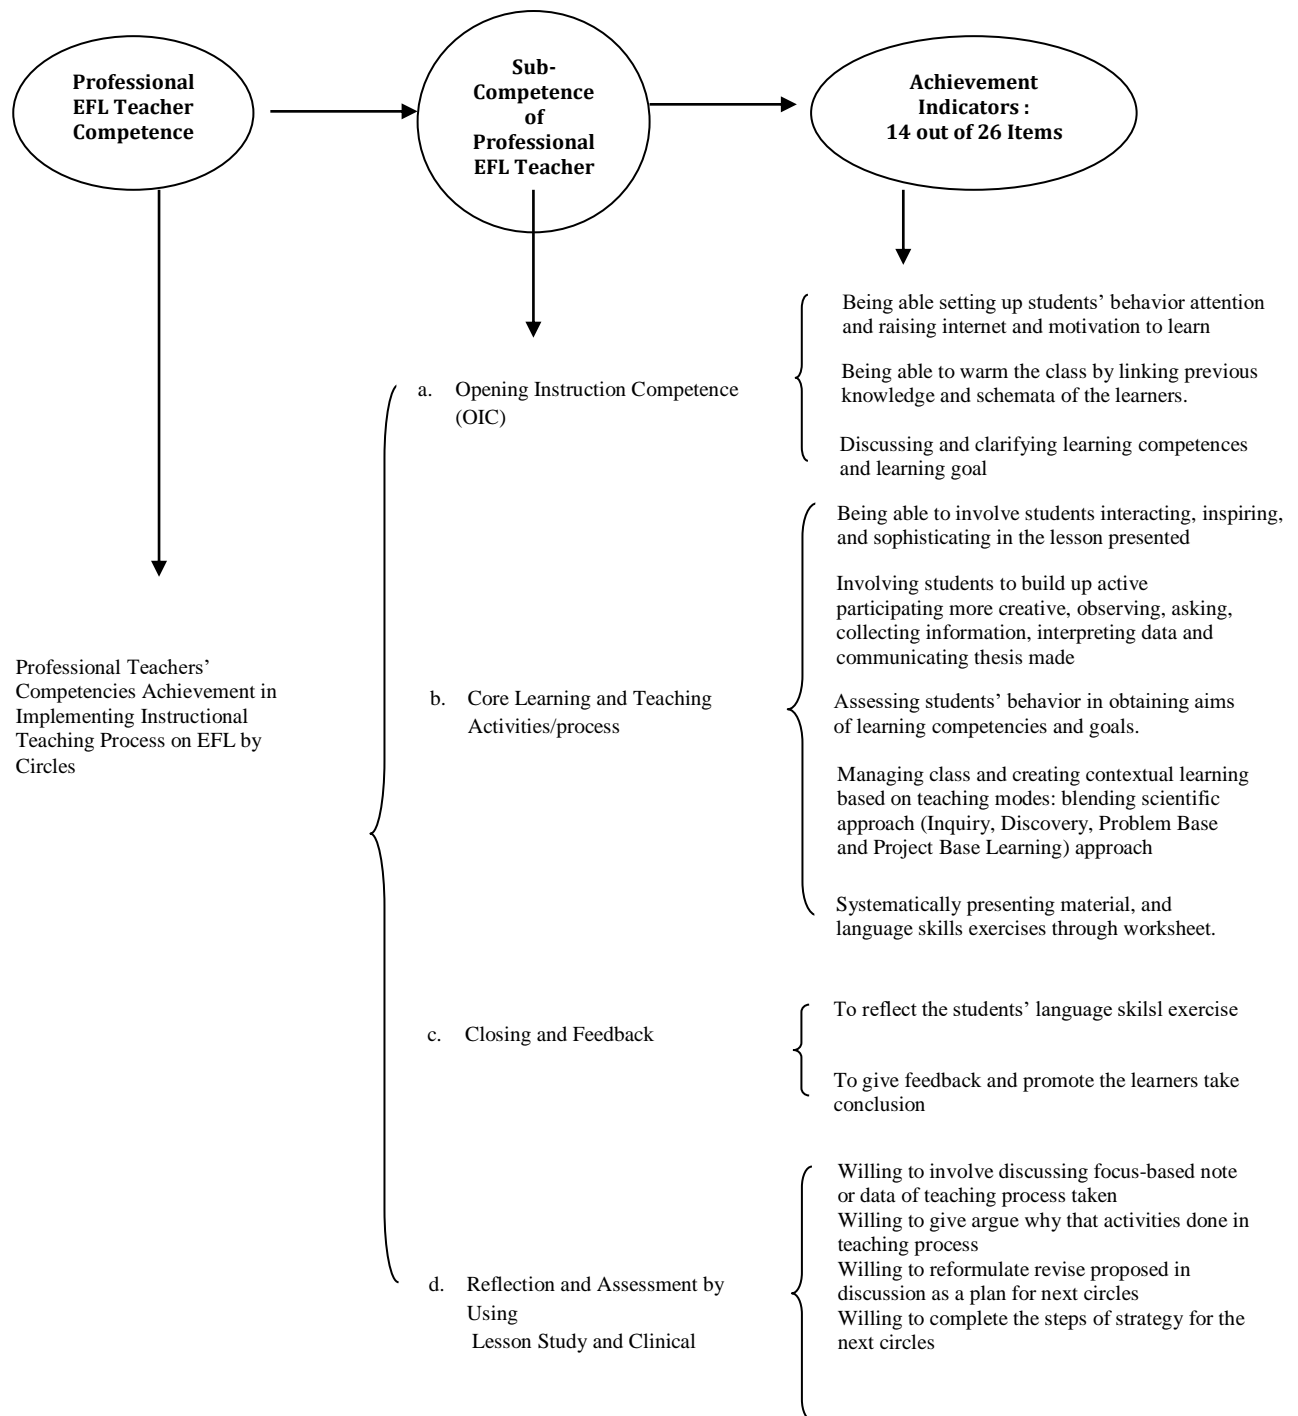 Professional
EFL Teacher
Competence
Sub-
Competence
of
Professional
EFL Teacher
Achievement
Indicators :
14 out of 26 Items
Professional Teachers’
Competencies Achievement in
Implementing Instructional
Teaching Process on EFL by
Circles
a. Opening Instruction Competence
(OIC)
Being able setting up students’ behavior attention
and raising internet and motivation to learn
Being able to warm the class by linking previous
knowledge and schemata of the learners.
Discussing and clarifying learning competences
and learning goal
b. Core Learning and Teaching
Activities/process
Being able to involve students interacting, inspiring,
and sophisticating in the lesson presented
Involving students to build up active
participating more creative, observing, asking,
collecting information, interpreting data and
communicating thesis made
Assessing students’ behavior in obtaining aims
of learning competencies and goals.
Managing class and creating contextual learning
based on teaching modes: blending scientific
approach (Inquiry, Discovery, Problem Base
and Project Base Learning) approach
Systematically presenting material, and
language skills exercises through worksheet.
c. Closing and Feedback
To reflect the students’ language skilsl exercise
To give feedback and promote the learners take
conclusion
d. Reflection and Assessment by
Using
Lesson Study and Clinical
Willing to involve discussing focus-based note
or data of teaching process taken
Willing to give argue why that activities done in
teaching process
Willing to reformulate revise proposed in
discussion as a plan for next circles
Willing to complete the steps of strategy for the
next circles